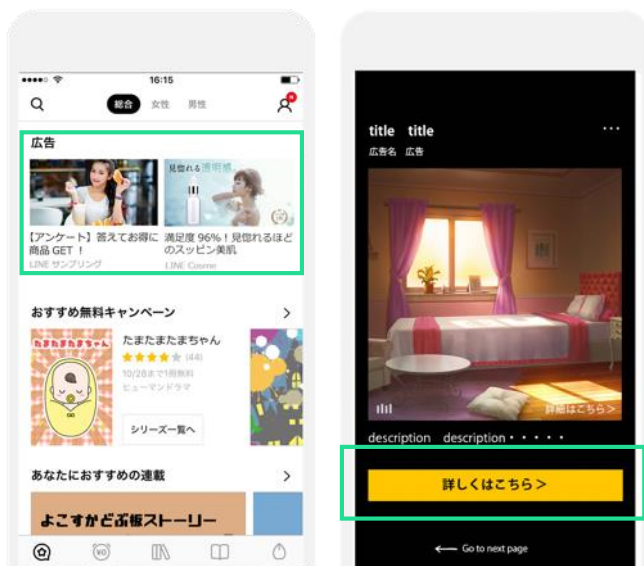 16:15
総合 女性 男性
広告
見惚れる透明感。
【アンケート】答えてお得に
商品 GET ！
LINE サンプリング
満足度 96%！見惚れるほど
のスッピン美肌
LINE Cosme
おすすめ無料キャンペーン >
たまたまたまちゃん
たまたまたまちゃん
★★★★★ (44)
10/28まで1冊無料
ヒューマンドラマ
シリーズ一覧へ
あなたにおすすめの連載 >
よこすかどぶ板ストーリー
title title
広告名 広告
詳細はこちら>
description description・・・・・
詳しくはこちら >
← Go to next page